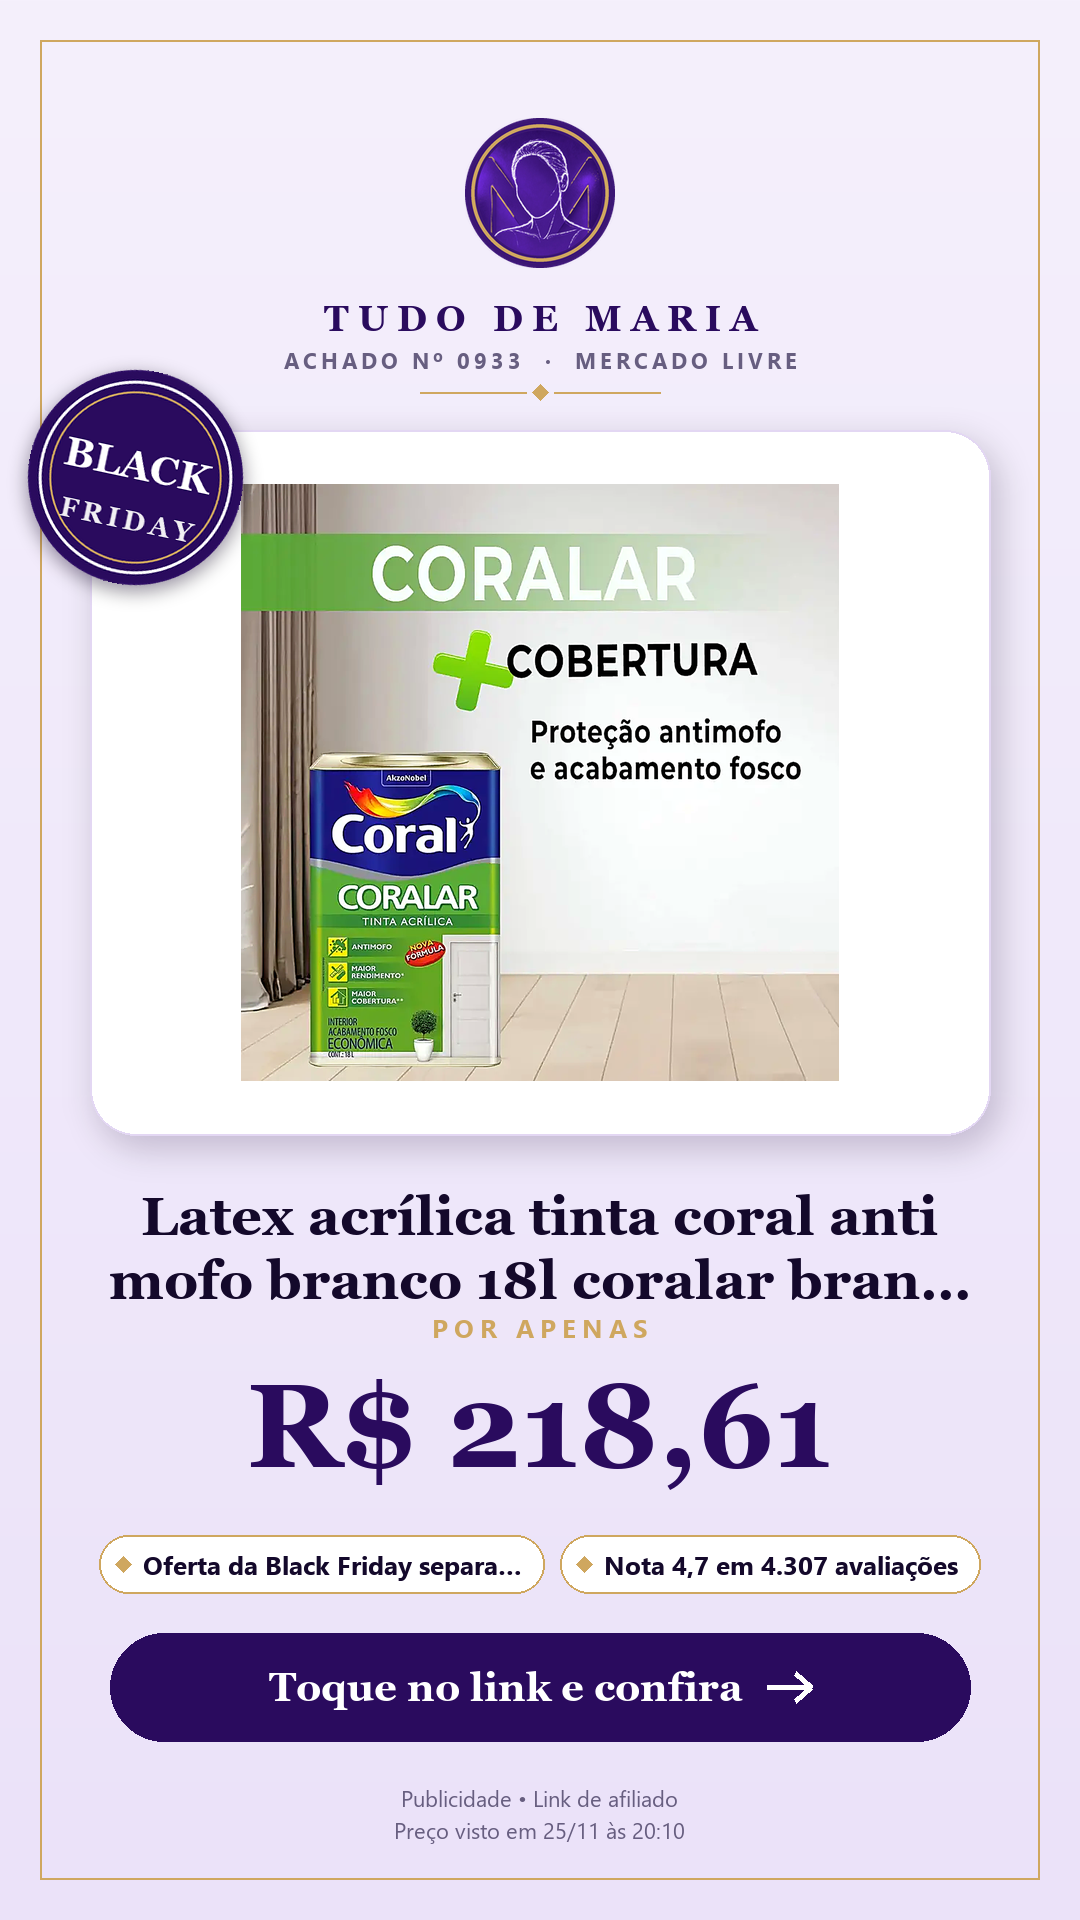 TUDO DE MARIA
ACHADO Nº 0933 · MERCADO LIVRE
BLACK
FRIDAY
CORALAR
COBERTURA
Proteção antimofo
e acabamento fosco
AkzoNobel
Coral
CORALAR
TINTA ACRÍLICA
ANTIMOFO
NOVA
FÓRMULA
MAIOR
RENDIMENTO*
MAIOR
COBERTURA**
INTERIOR
ACABAMENTO FOSCO
ECONÔMICA
CONT.: 18 L
Latex acrílica tinta coral anti
mofo branco 18l coralar bran...
POR APENAS
R$ 218,61
Oferta da Black Friday separa...
Nota 4,7 em 4.307 avaliações
Toque no link e confira →
Publicidade • Link de afiliado
Preço visto em 25/11 às 20:10